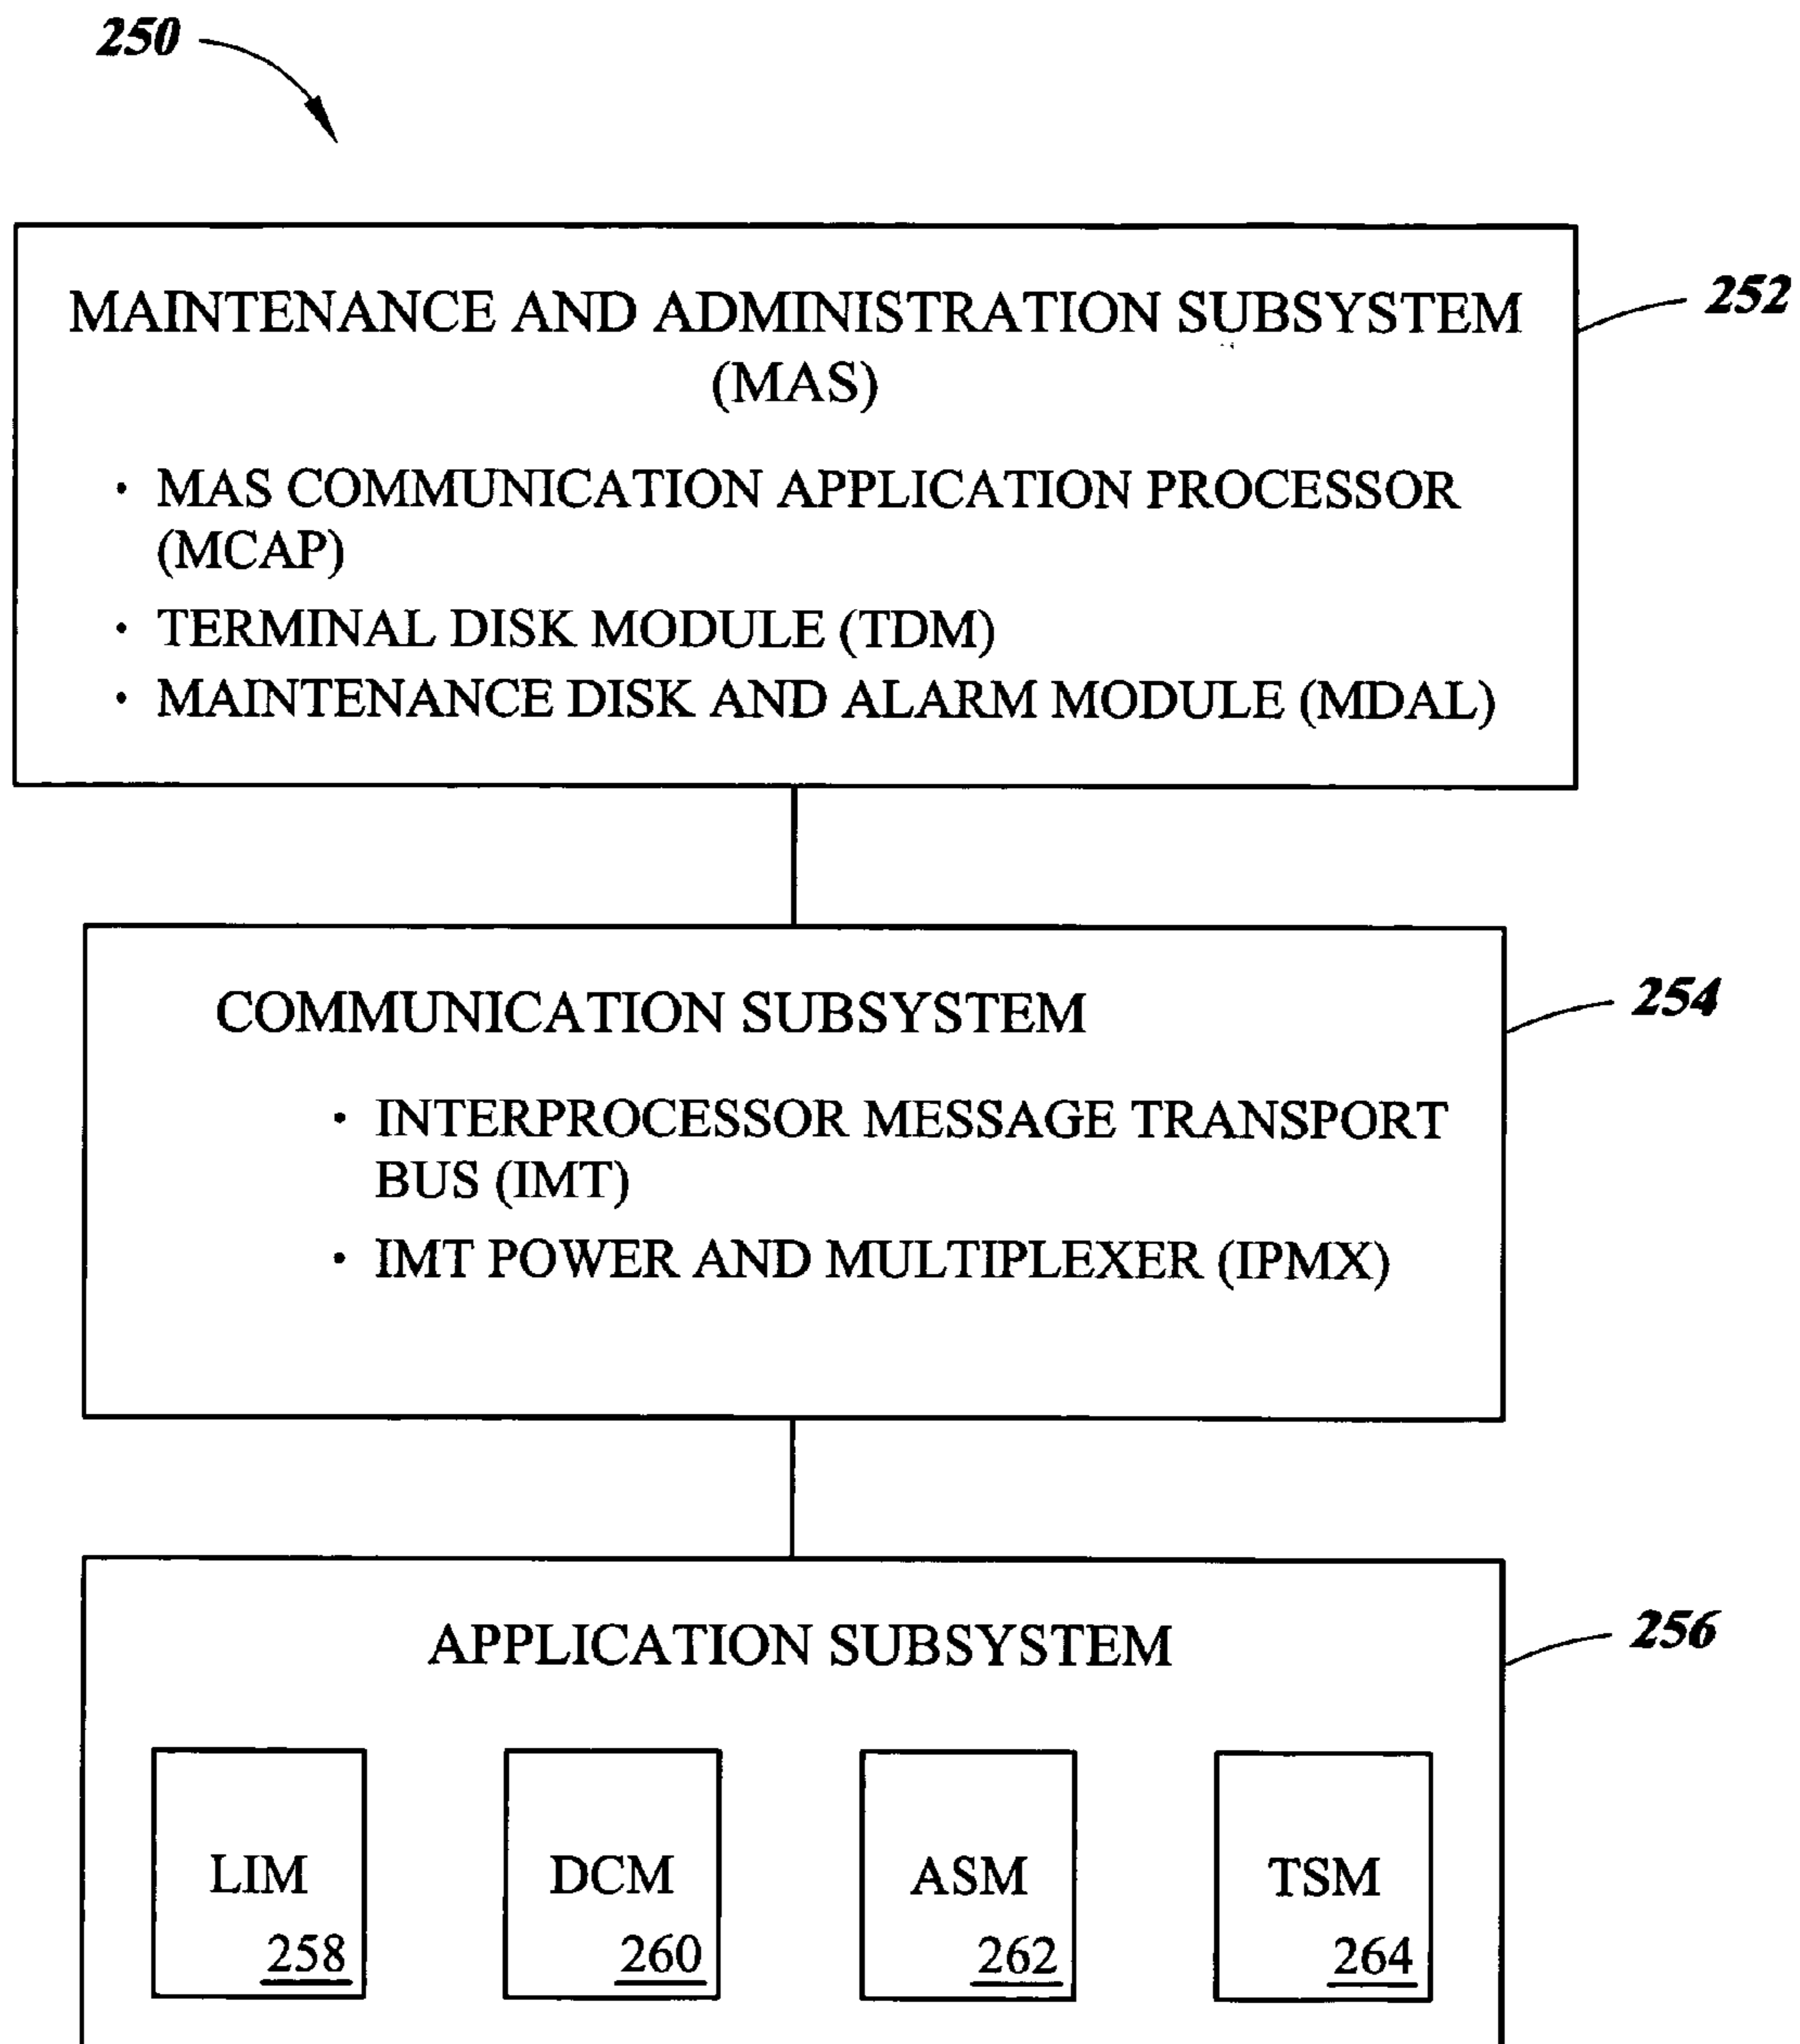 250
MAINTENANCE AND ADMINISTRATION SUBSYSTEM
(MAS)
252
· MAS COMMUNICATION APPLICATION PROCESSOR
(MCAP)
· TERMINAL DISK MODULE (TDM)
· MAINTENANCE DISK AND ALARM MODULE (MDAL)
COMMUNICATION SUBSYSTEM
254
· INTERPROCESSOR MESSAGE TRANSPORT
BUS (IMT)
· IMT POWER AND MULTIPLEXER (IPMX)
APPLICATION SUBSYSTEM
256
LIM
258
DCM
260
ASM
262
TSM
264